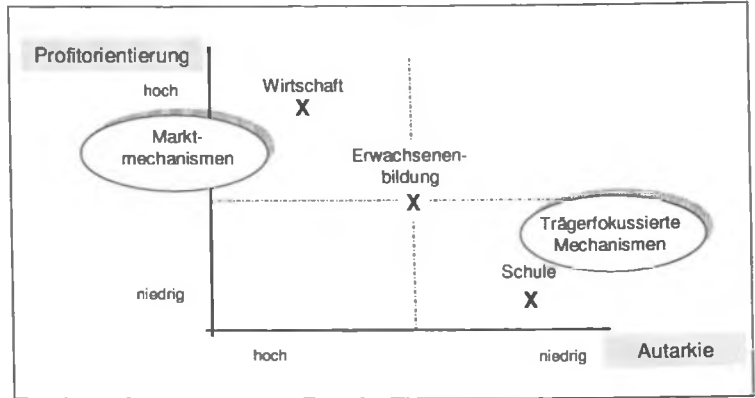 Profitorientierung
hoch
Wirtschaft
X
Markt-
mechanismen
Erwachsenen-
bildung
X
Trägerfokussierte
Mechanismen
Schule
X
niedrig
hoch
niedrig
Autarkie